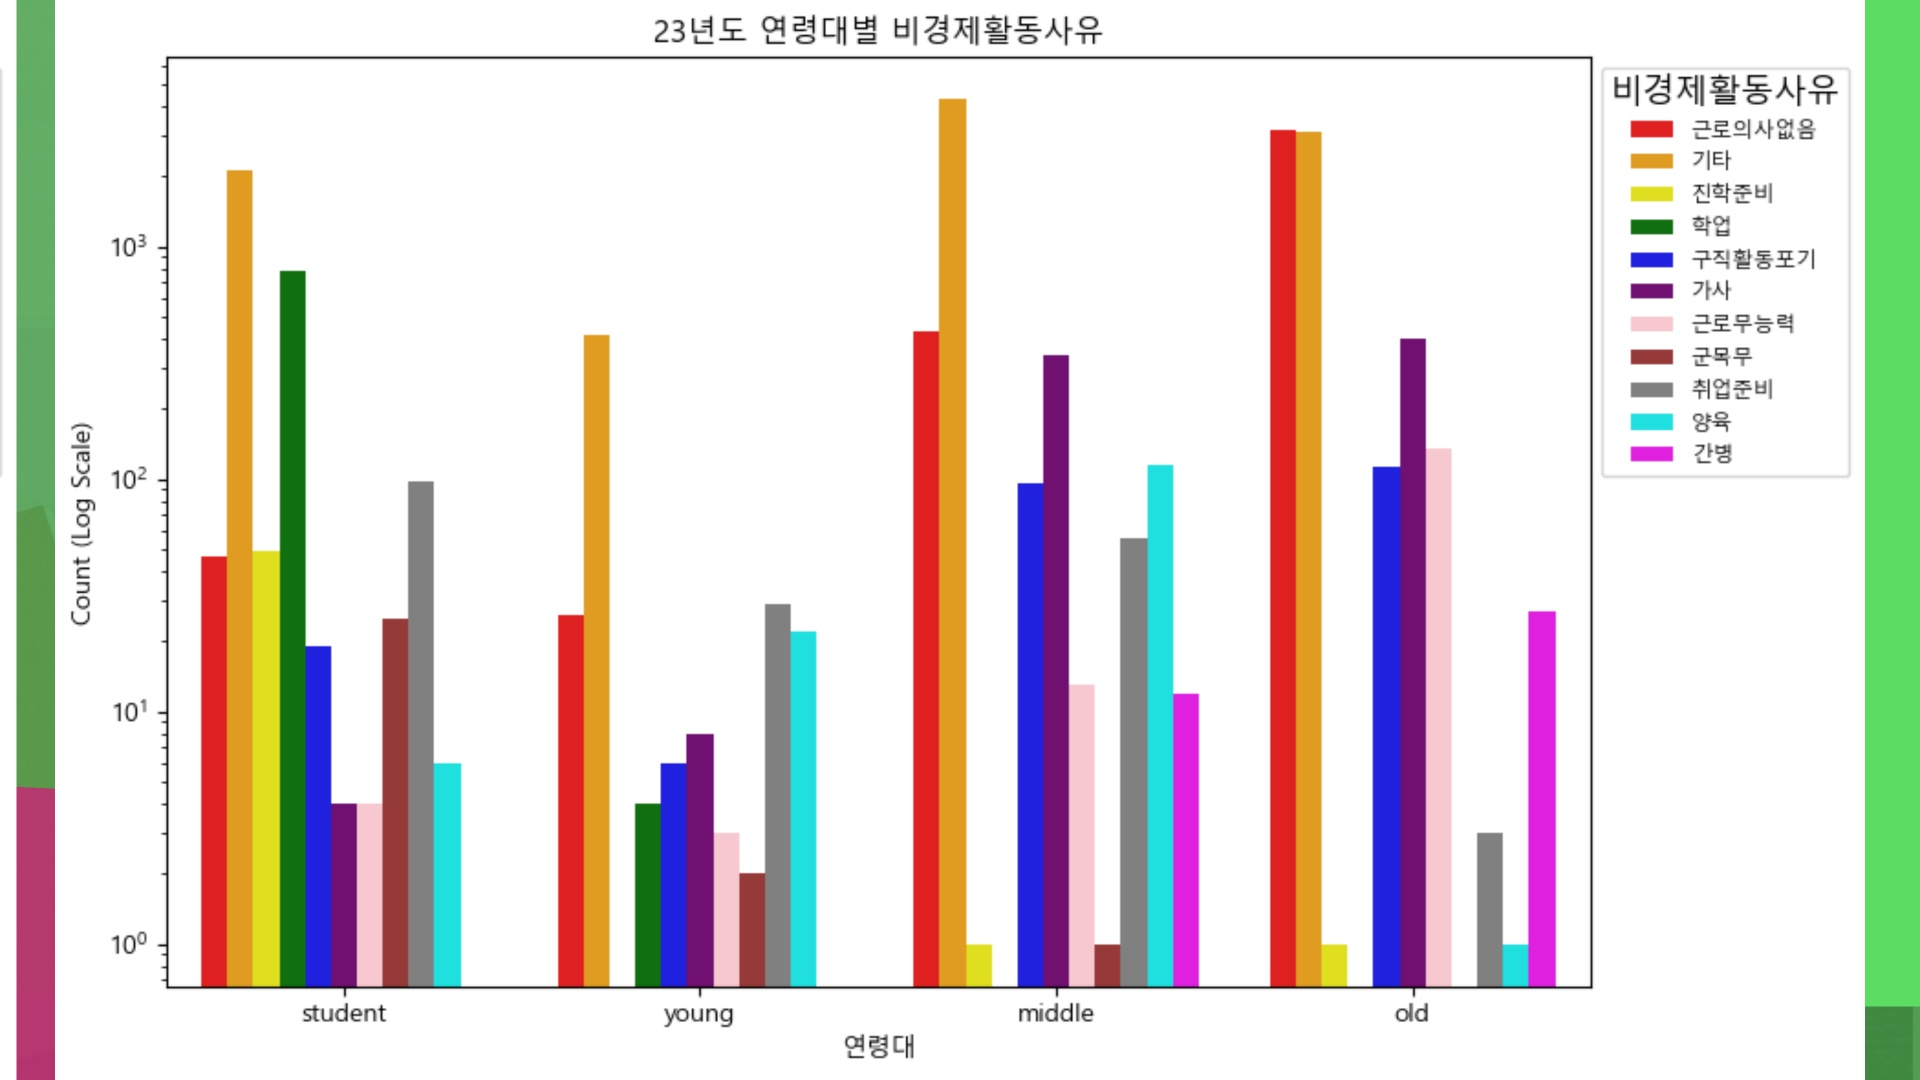 23년도 연령대별 비경제활동사유
비경제활동사유
근로의사없음
기타
진학준비
학업
구직활동포기
가사
근로무능력
군목무
취업준비
양육
간병
Count (Log Scale)
10³
10²
10¹
10⁰
student young middle old
연령대